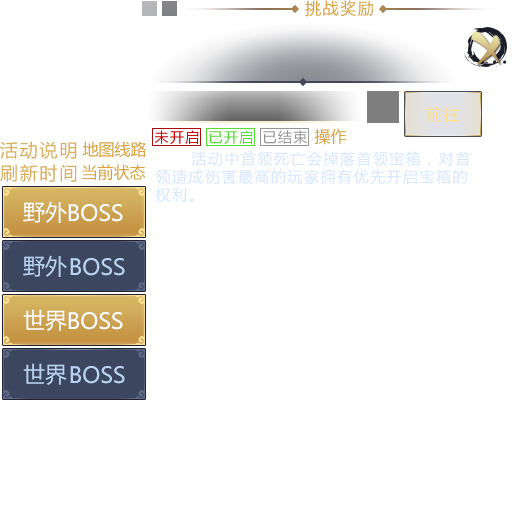 挑战奖励
前往
未开启 已开启 已结束 操作
活动说明 地图线路
刷新时间 当前状态
活动中首领死亡会掉落首领宝箱，对首
领造成伤害最高的玩家拥有优先开启宝箱的
权利。
野外BOSS
野外BOSS
世界BOSS
世界BOSS